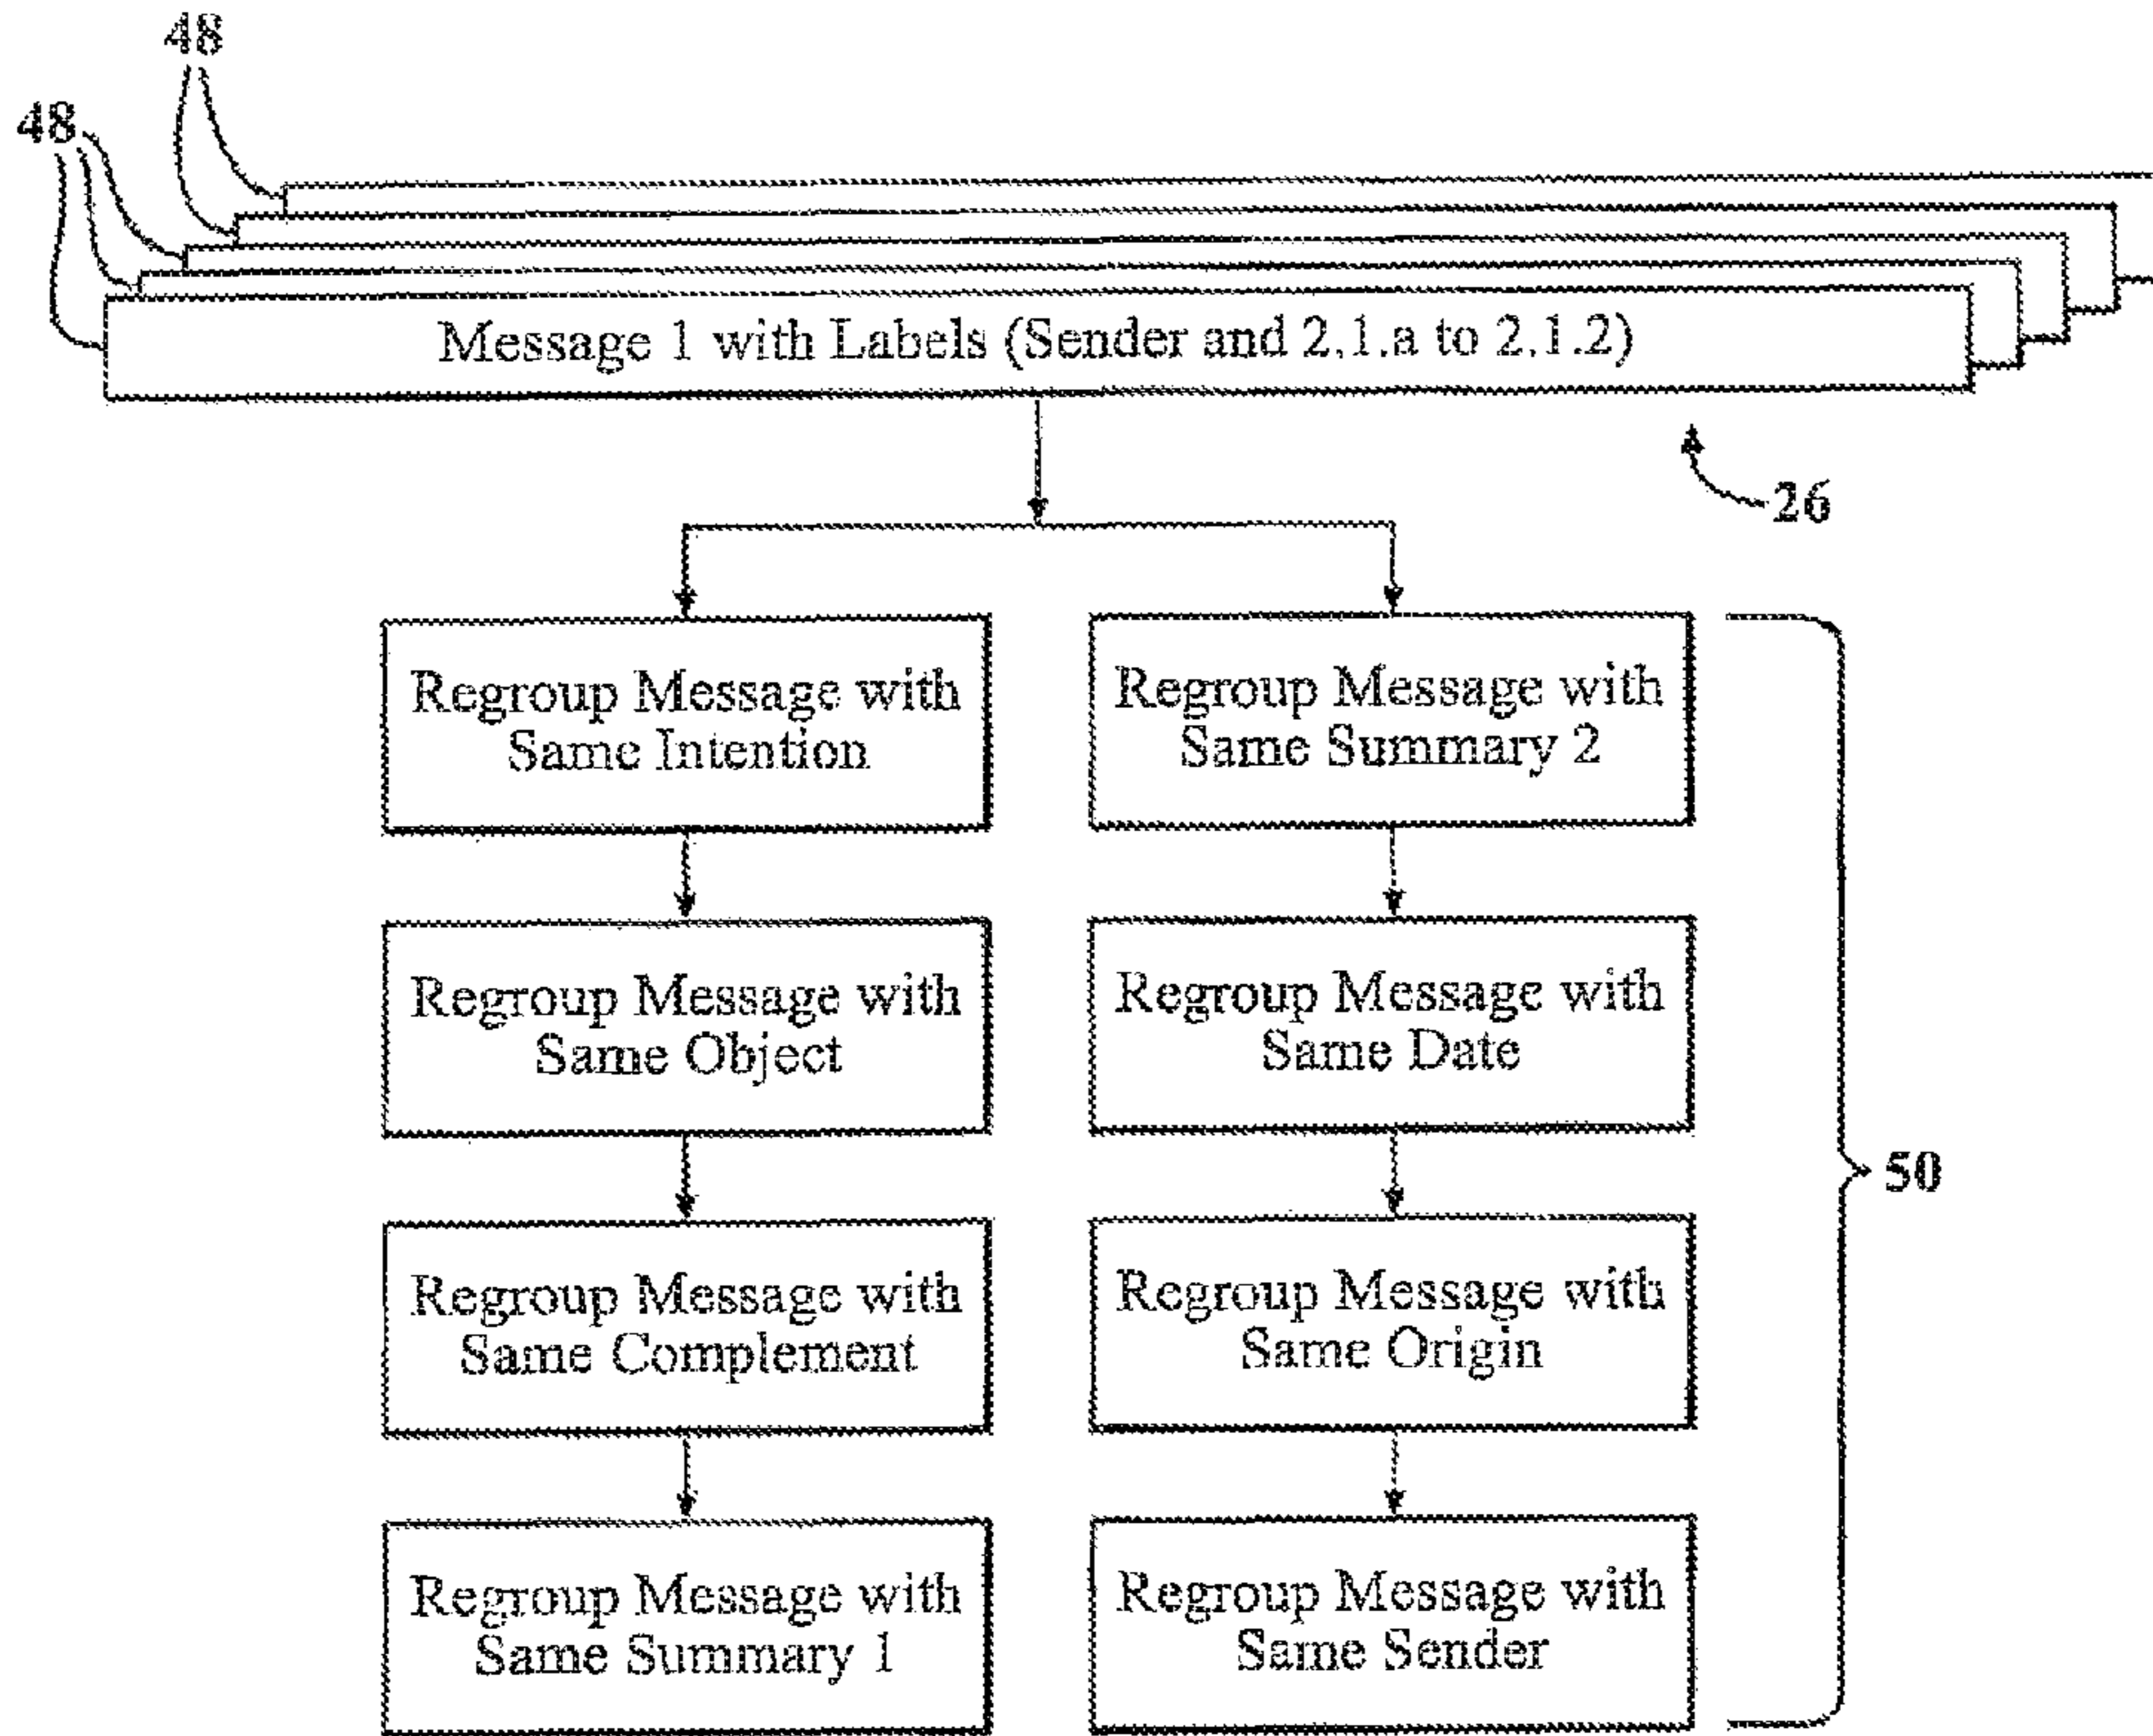 48
48
Message 1 with Labels (Sender and 2.1.a to 2.1.2)
26
Regroup Message with
Same Intention
Regroup Message with
Same Summary 2
Regroup Message with
Same Object
Regroup Message with
Same Date
50
Regroup Message with
Same Complement
Regroup Message with
Same Origin
Regroup Message with
Same Summary 1
Regroup Message with
Same Sender